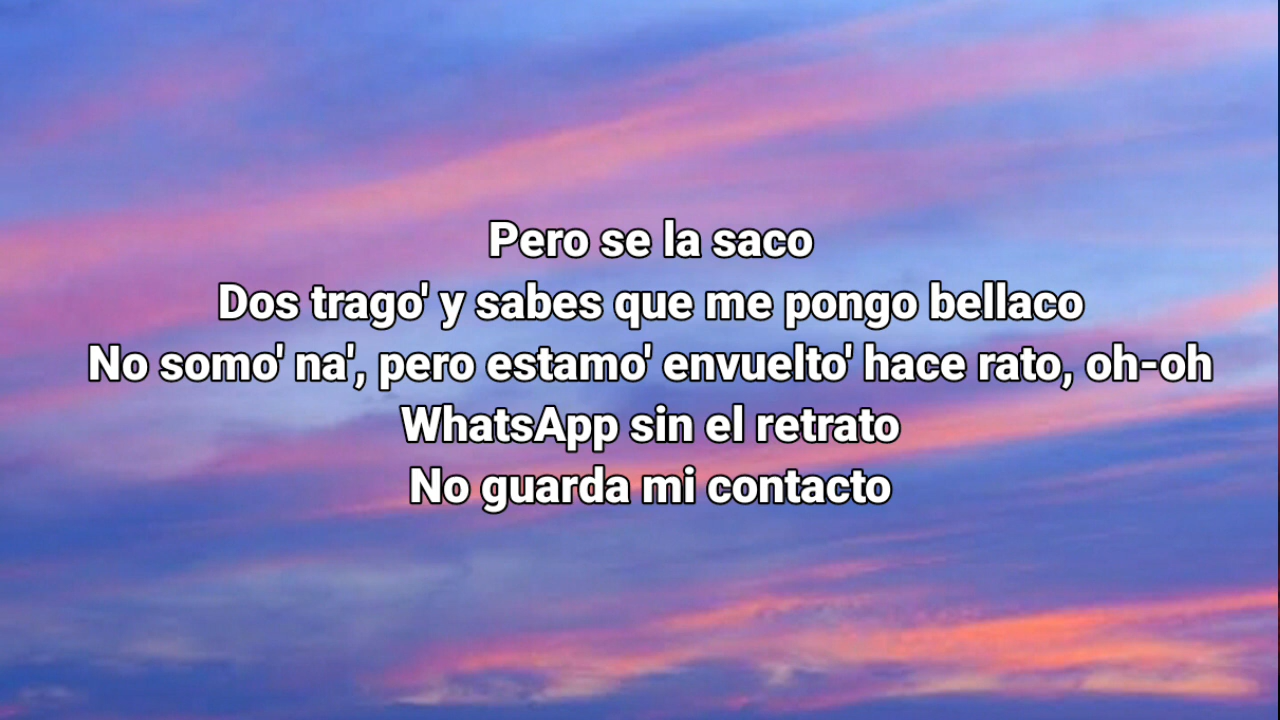 Pero se la saco
Dos trago' y sabes que me pongo bellaco
No somo' na', pero estamo' envuelto' hace rato, oh-oh
WhatsApp sin el retrato
No guarda mi contacto